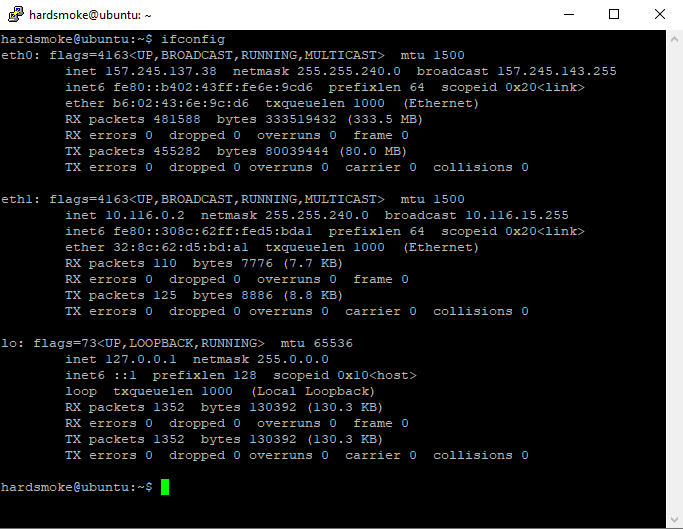 hardsmoke@ubuntu: ~
hardsmoke@ubuntu:~$ ifconfig
eth0: flags=4163<UP,BROADCAST,RUNNING,MULTICAST>  mtu 1500
        inet 157.245.137.38  netmask 255.255.240.0  broadcast 157.245.143.255
        inet6 fe80::b402:43ff:fe6e:9cd6  prefixlen 64  scopeid 0x20<link>
        ether b6:02:43:6e:9c:d6  txqueuelen 1000  (Ethernet)
        RX packets 481588  bytes 333519432 (333.5 MB)
        RX errors 0  dropped 0  overruns 0  frame 0
        TX packets 455282  bytes 80039444 (80.0 MB)
        TX errors 0  dropped 0 overruns 0  carrier 0  collisions 0
eth1: flags=4163<UP,BROADCAST,RUNNING,MULTICAST>  mtu 1500
        inet 10.116.0.2  netmask 255.255.240.0  broadcast 10.116.15.255
        inet6 fe80::308c:62ff:fed5:bda1  prefixlen 64  scopeid 0x20<link>
        ether 32:8c:62:d5:bd:a1  txqueuelen 1000  (Ethernet)
        RX packets 110  bytes 7776 (7.7 KB)
        RX errors 0  dropped 0  overruns 0  frame 0
        TX packets 125  bytes 8886 (8.8 KB)
        TX errors 0  dropped 0 overruns 0  carrier 0  collisions 0
lo: flags=73<UP,LOOPBACK,RUNNING>  mtu 65536
        inet 127.0.0.1  netmask 255.0.0.0
        inet6 ::1  prefixlen 128  scopeid 0x10<host>
        loop  txqueuelen 1000  (Local Loopback)
        RX packets 1352  bytes 130392 (130.3 KB)
        RX errors 0  dropped 0  overruns 0  frame 0
        TX packets 1352  bytes 130392 (130.3 KB)
        TX errors 0  dropped 0 overruns 0  carrier 0  collisions 0
hardsmoke@ubuntu:~$